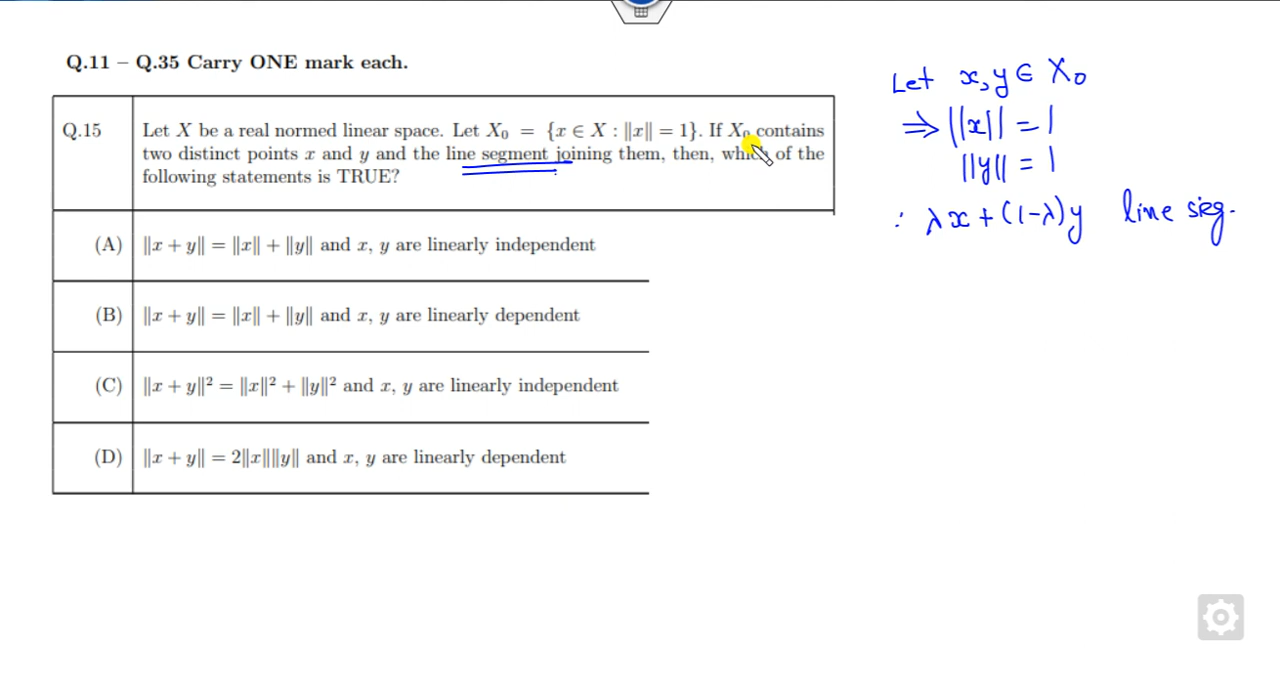 Q.11 – Q.35 Carry ONE mark each.
Q.15
Let X be a real normed linear space. Let X₀ = {x ∈ X : ||x|| = 1}. If X₀ contains
two distinct points x and y and the line segment joining them, then, which of the
following statements is TRUE?
(A) ||x + y|| = ||x|| + ||y|| and x, y are linearly independent
(B) ||x + y|| = ||x|| + ||y|| and x, y are linearly dependent
(C) ||x + y||² = ||x||² + ||y||² and x, y are linearly independent
(D) ||x + y|| = 2||x||||y|| and x, y are linearly dependent
Let x, y ∈ X₀
⇒ ||x|| = 1
||y|| = 1
∴ λx + (1-λ)y line seg.